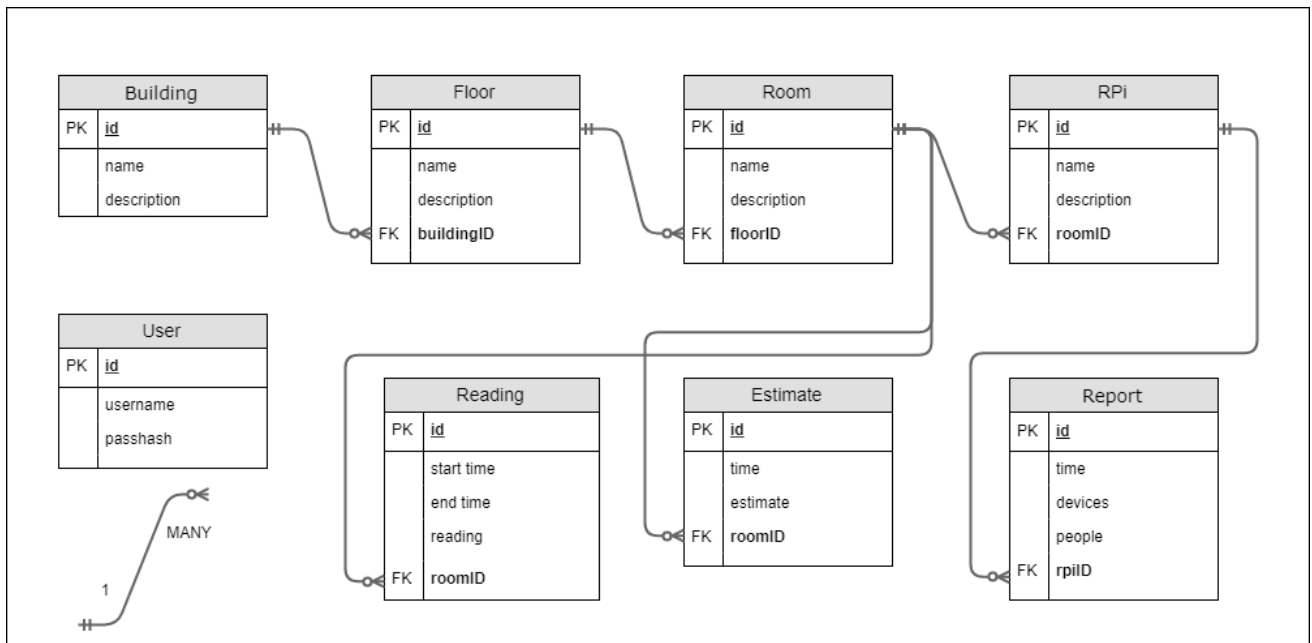 Building
PK id
name
description
Floor
PK id
name
description
FK buildingID
Room
PK id
name
description
FK floorID
RPi
PK id
name
description
FK roomID
User
PK id
username
passhash
Reading
PK id
start time
end time
reading
FK roomID
Estimate
PK id
time
estimate
FK roomID
Report
PK id
time
devices
people
FK rpiID
MANY
1